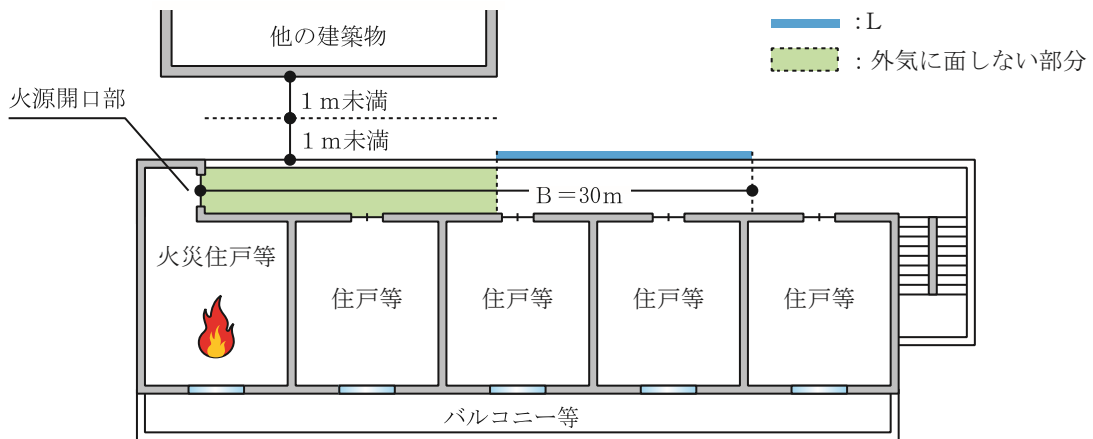 他の建築物
：L
：外気に面しない部分
火源開口部
1m未満
1m未満
B＝30m
火災住戸等
住戸等
住戸等
住戸等
住戸等
バルコニー等